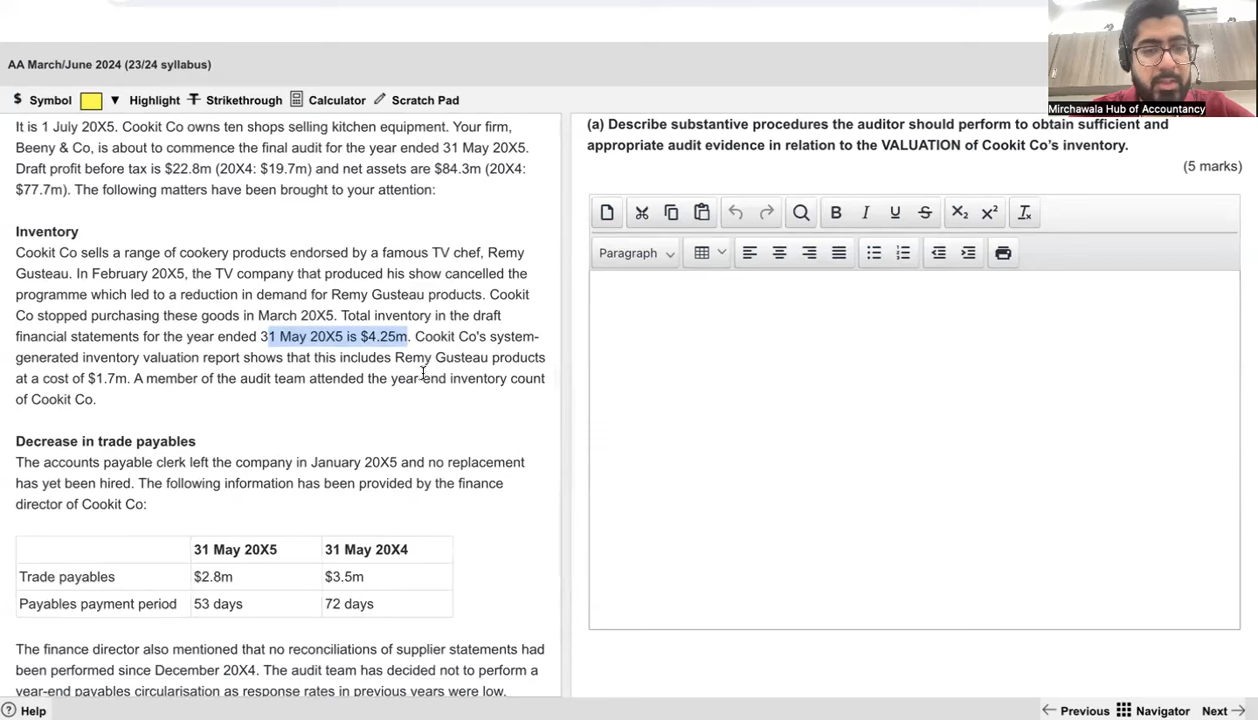 AA March/June 2024 (23/24 syllabus)
Mirchawala Hub of Accountancy
$ Symbol Highlight Strikethrough Calculator Scratch Pad
It is 1 July 20X5. Cookit Co owns ten shops selling kitchen equipment. Your firm,
Beeny & Co, is about to commence the final audit for the year ended 31 May 20X5.
Draft profit before tax is $22.8m (20X4: $19.7m) and net assets are $84.3m (20X4:
$77.7m). The following matters have been brought to your attention:
Inventory
Cookit Co sells a range of cookery products endorsed by a famous TV chef, Remy
Gusteau. In February 20X5, the TV company that produced his show cancelled the
programme which led to a reduction in demand for Remy Gusteau products. Cookit
Co stopped purchasing these goods in March 20X5. Total inventory in the draft
financial statements for the year ended 31 May 20X5 is $4.25m. Cookit Co's system-
generated inventory valuation report shows that this includes Remy Gusteau products
at a cost of $1.7m. A member of the audit team attended the year-end inventory count
of Cookit Co.
Decrease in trade payables
The accounts payable clerk left the company in January 20X5 and no replacement
has yet been hired. The following information has been provided by the finance
director of Cookit Co:
31 May 20X5 31 May 20X4
Trade payables $2.8m $3.5m
Payables payment period 53 days 72 days
The finance director also mentioned that no reconciliations of supplier statements had
been performed since December 20X4. The audit team has decided not to perform a
year-end payables circularisation as response rates in previous years were low.
(a) Describe substantive procedures the auditor should perform to obtain sufficient and
appropriate audit evidence in relation to the VALUATION of Cookit Co's inventory.
(5 marks)
B I U S X₂ X² Tx
Paragraph
? Help
Previous Navigator Next